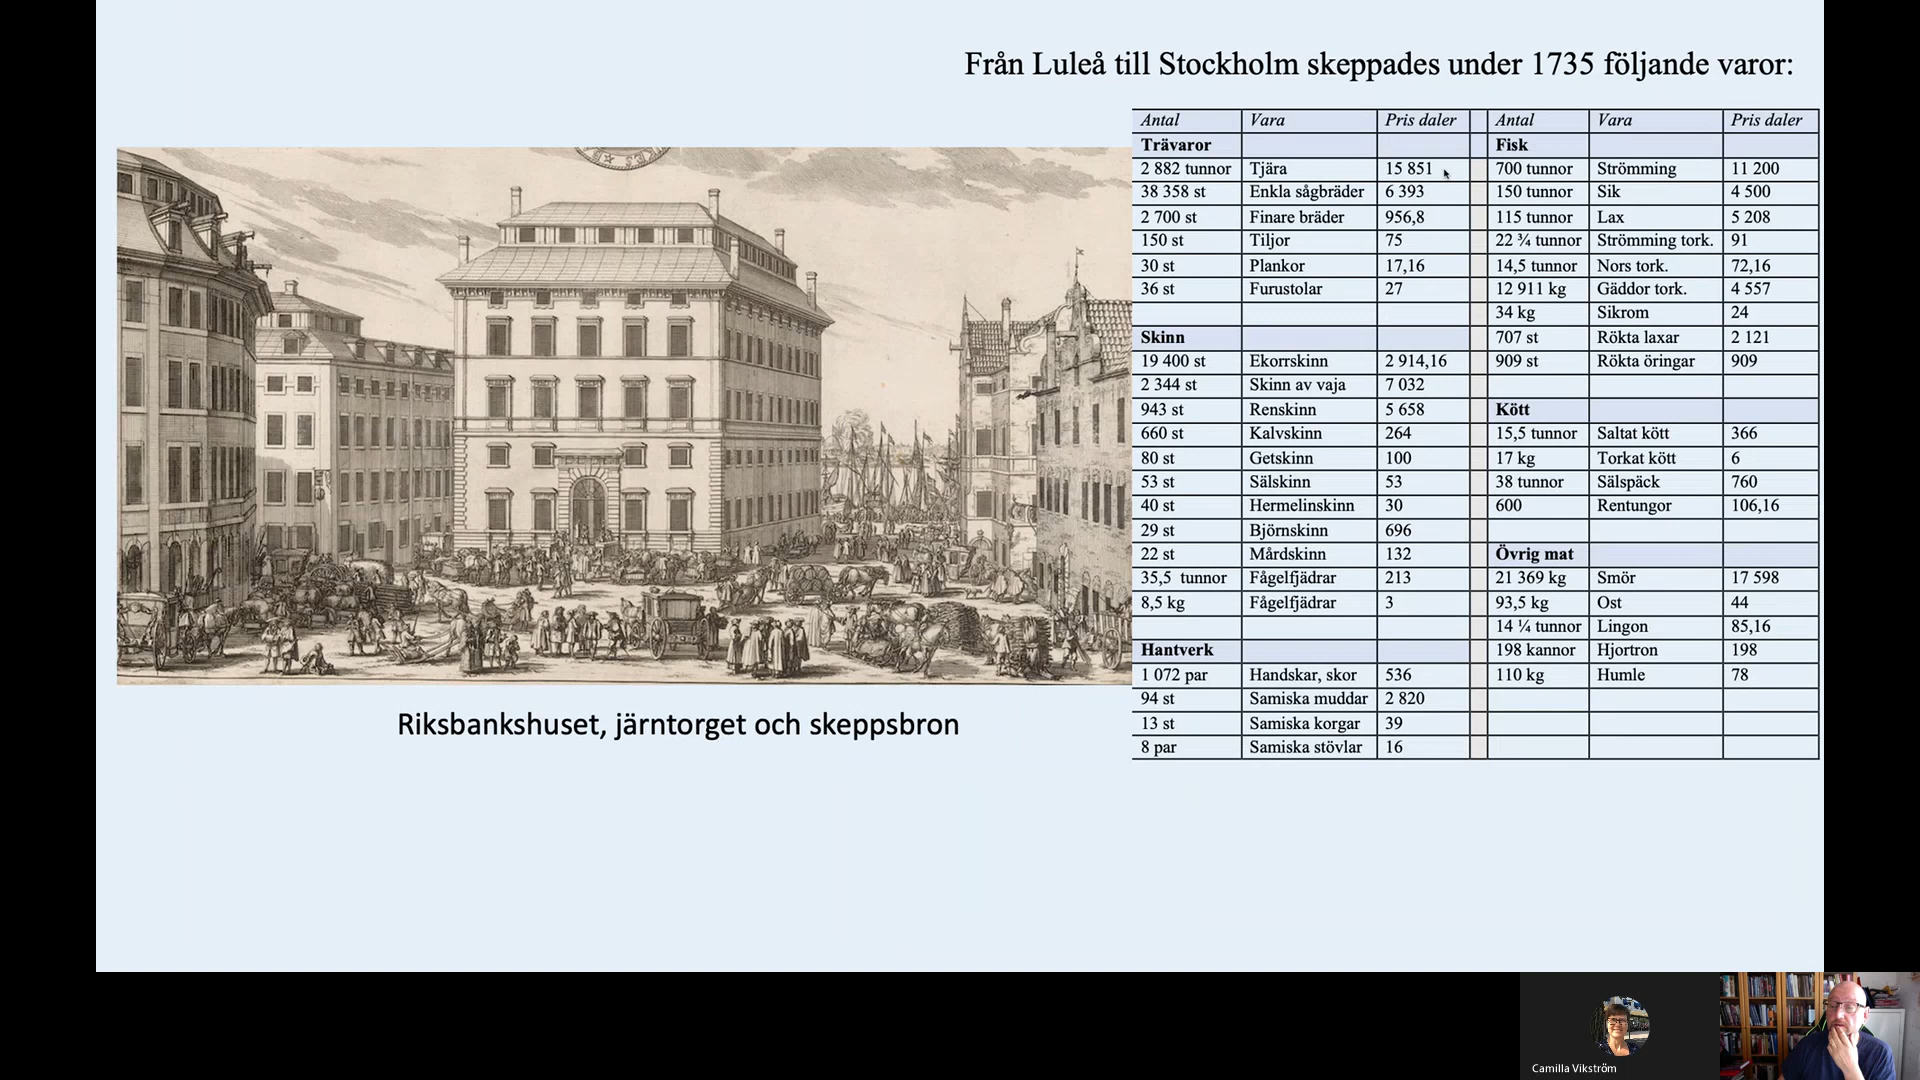 Från Luleå till Stockholm skeppades under 1735 följande varor:
Antal Vara Pris daler Antal Vara Pris daler
Trävaror Fisk
2 882 tunnor Tjära 15 851 700 tunnor Strömming 11 200
38 358 st Enkla sågbräder 6 393 150 tunnor Sik 4 500
2 700 st Finare bräder 956,8 115 tunnor Lax 5 208
150 st Tiljor 75 22 ¾ tunnor Strömming tork. 91
30 st Plankor 17,16 14,5 tunnor Nors tork. 72,16
36 st Furustolar 27 12 911 kg Gäddor tork. 4 557
34 kg Sikrom 24
Skinn 707 st Rökta laxar 2 121
19 400 st Ekorrskinn 2 914,16 909 st Rökta öringar 909
2 344 st Skinn av vaja 7 032
943 st Renskinn 5 658 Kött
660 st Kalvskinn 264 15,5 tunnor Saltat kött 366
80 st Getskinn 100 17 kg Torkat kött 6
53 st Sälskinn 53 38 tunnor Sälspäck 760
40 st Hermelinskinn 30 600 Rentungor 106,16
29 st Björnskinn 696
22 st Mårdskinn 132 Övrig mat
35,5 tunnor Fågelfjädrar 213 21 369 kg Smör 17 598
8,5 kg Fågelfjädrar 3 93,5 kg Ost 44
14 ¼ tunnor Lingon 85,16
Hantverk 198 kannor Hjortron 198
1 072 par Handskar, skor 536 110 kg Humle 78
94 st Samiska muddar 2 820
13 st Samiska korgar 39
8 par Samiska stövlar 16
Riksbankshuset, järntorget och skeppsbron
Camilla Vikström